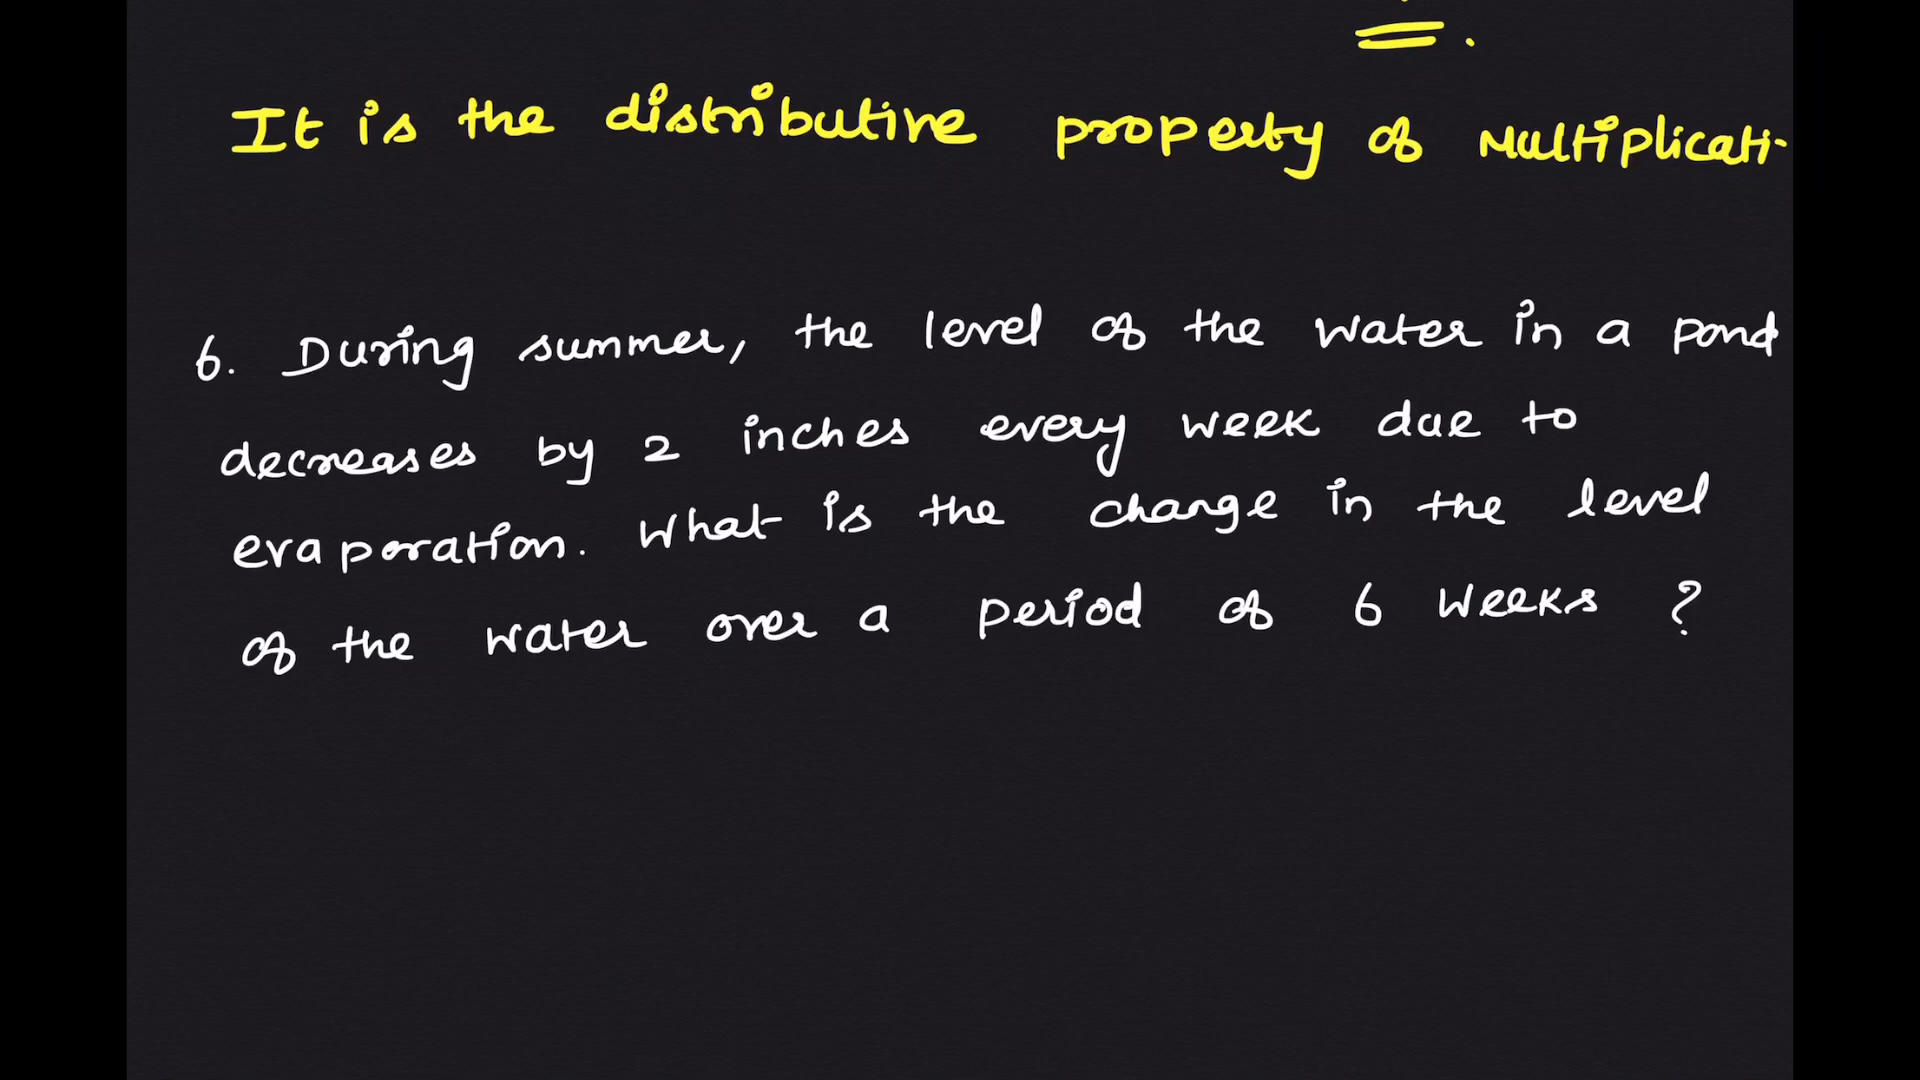 It is the distributive property of Multiplicati-
6. During summer, the level of the water in a pond
decreases by 2 inches every week due to
evaporation. What is the change in the level
of the water over a period of 6 weeks ?